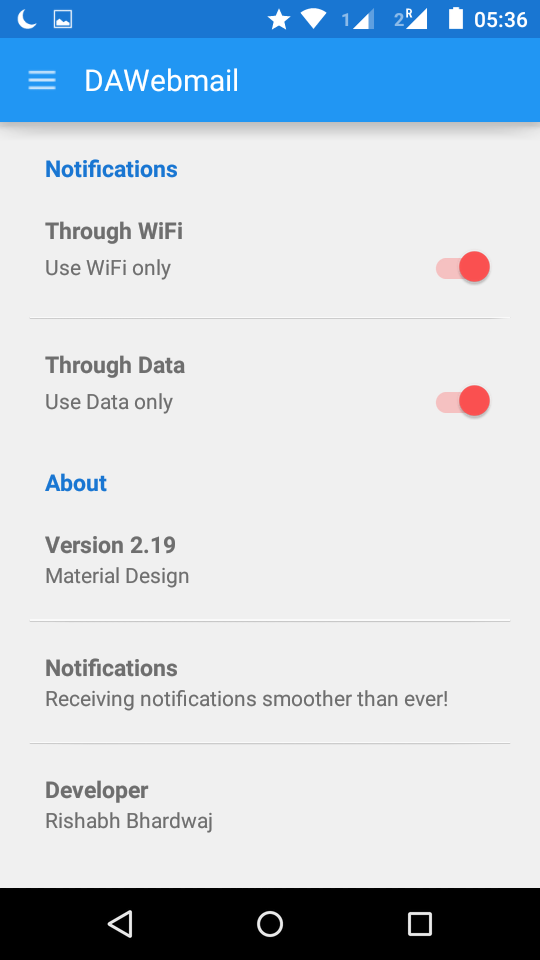 1 2 R 05:36
DAWebmail
Notifications
Through WiFi
Use WiFi only
Through Data
Use Data only
About
Version 2.19
Material Design
Notifications
Receiving notifications smoother than ever!
Developer
Rishabh Bhardwaj